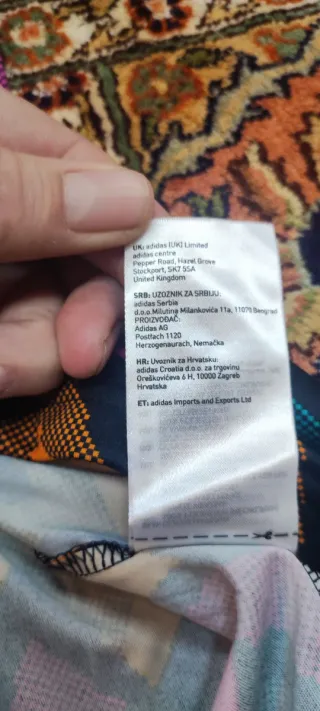 UK: adidas (UK) Limited
adidas centre
Pepper Road, Hazel Grove
Stockport, SK7 5SA
United Kingdom
SRB: UZOZNIK ZA SRBIJU:
adidas Serbia
d.o.o.Milutina Milankovića 11a, 11070 Beograd
PROIZVOĐAČ:
Adidas AG
Postfach 1120
Herzogenaurach, Nemačka
HR: Uvoznik za Hrvatsku:
adidas Croatia d.o.o. za trgovinu
Oreškovićeva 6 H, 10000 Zagreb
Hrvatska
ET: adidas Imports and Exports Ltd